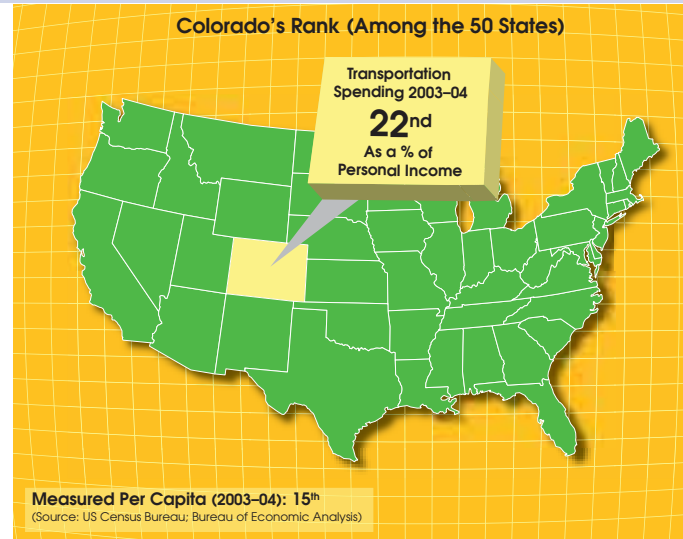 Colorado’s Rank (Among the 50 States)
Transportation
Spending 2003–04
22nd
As a % of
Personal Income
Measured Per Capita (2003–04): 15th
(Source: US Census Bureau; Bureau of Economic Analysis)